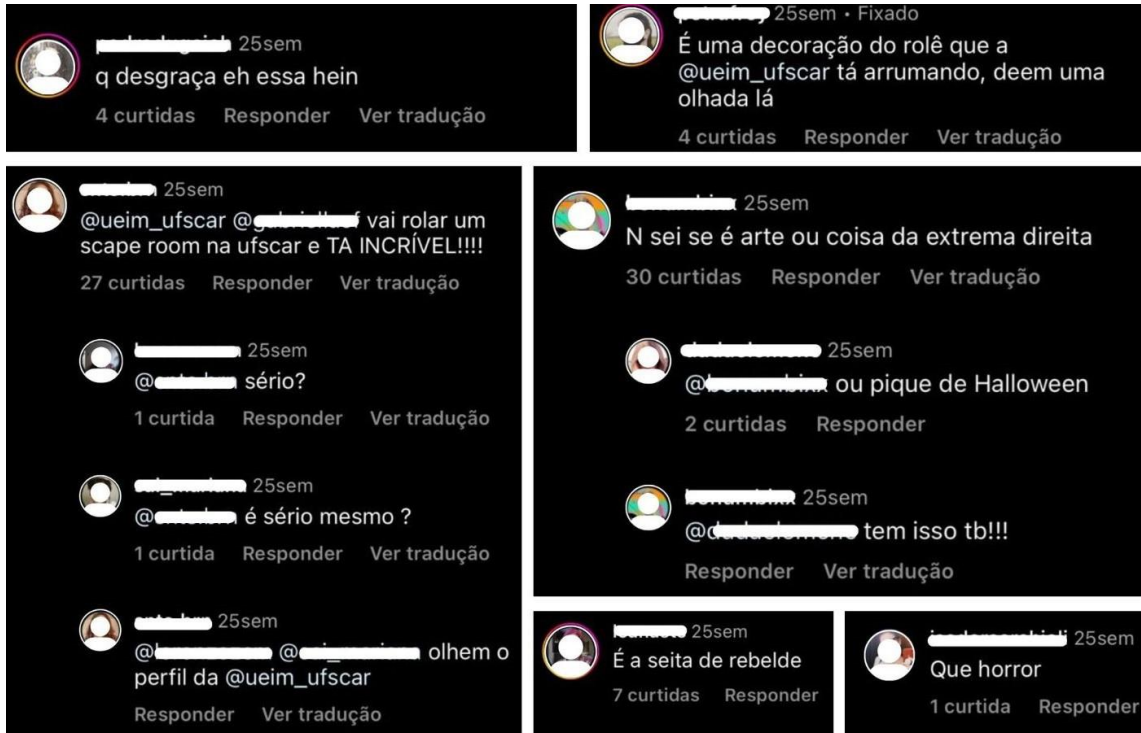 25sem
q desgraça eh essa hein
4 curtidas Responder Ver tradução
25sem • Fixado
É uma decoração do rolê que a
@ueim_ufscar tá arrumando, deem uma
olhada lá
4 curtidas Responder Ver tradução
25sem
@ueim_ufscar @ vai rolar um
scape room na ufscar e TA INCRÍVEL!!!!
27 curtidas Responder Ver tradução
25sem
@ sério?
1 curtida Responder Ver tradução
25sem
@ é sério mesmo ?
1 curtida Responder Ver tradução
25sem
@ @ olhem o
perfil da @ueim_ufscar
Responder Ver tradução
25sem
N sei se é arte ou coisa da extrema direita
30 curtidas Responder Ver tradução
25sem
@ ou pique de Halloween
2 curtidas Responder
25sem
@ tem isso tb!!!
Responder Ver tradução
25sem
É a seita de rebelde
7 curtidas Responder
25sem
Que horror
1 curtida Responder